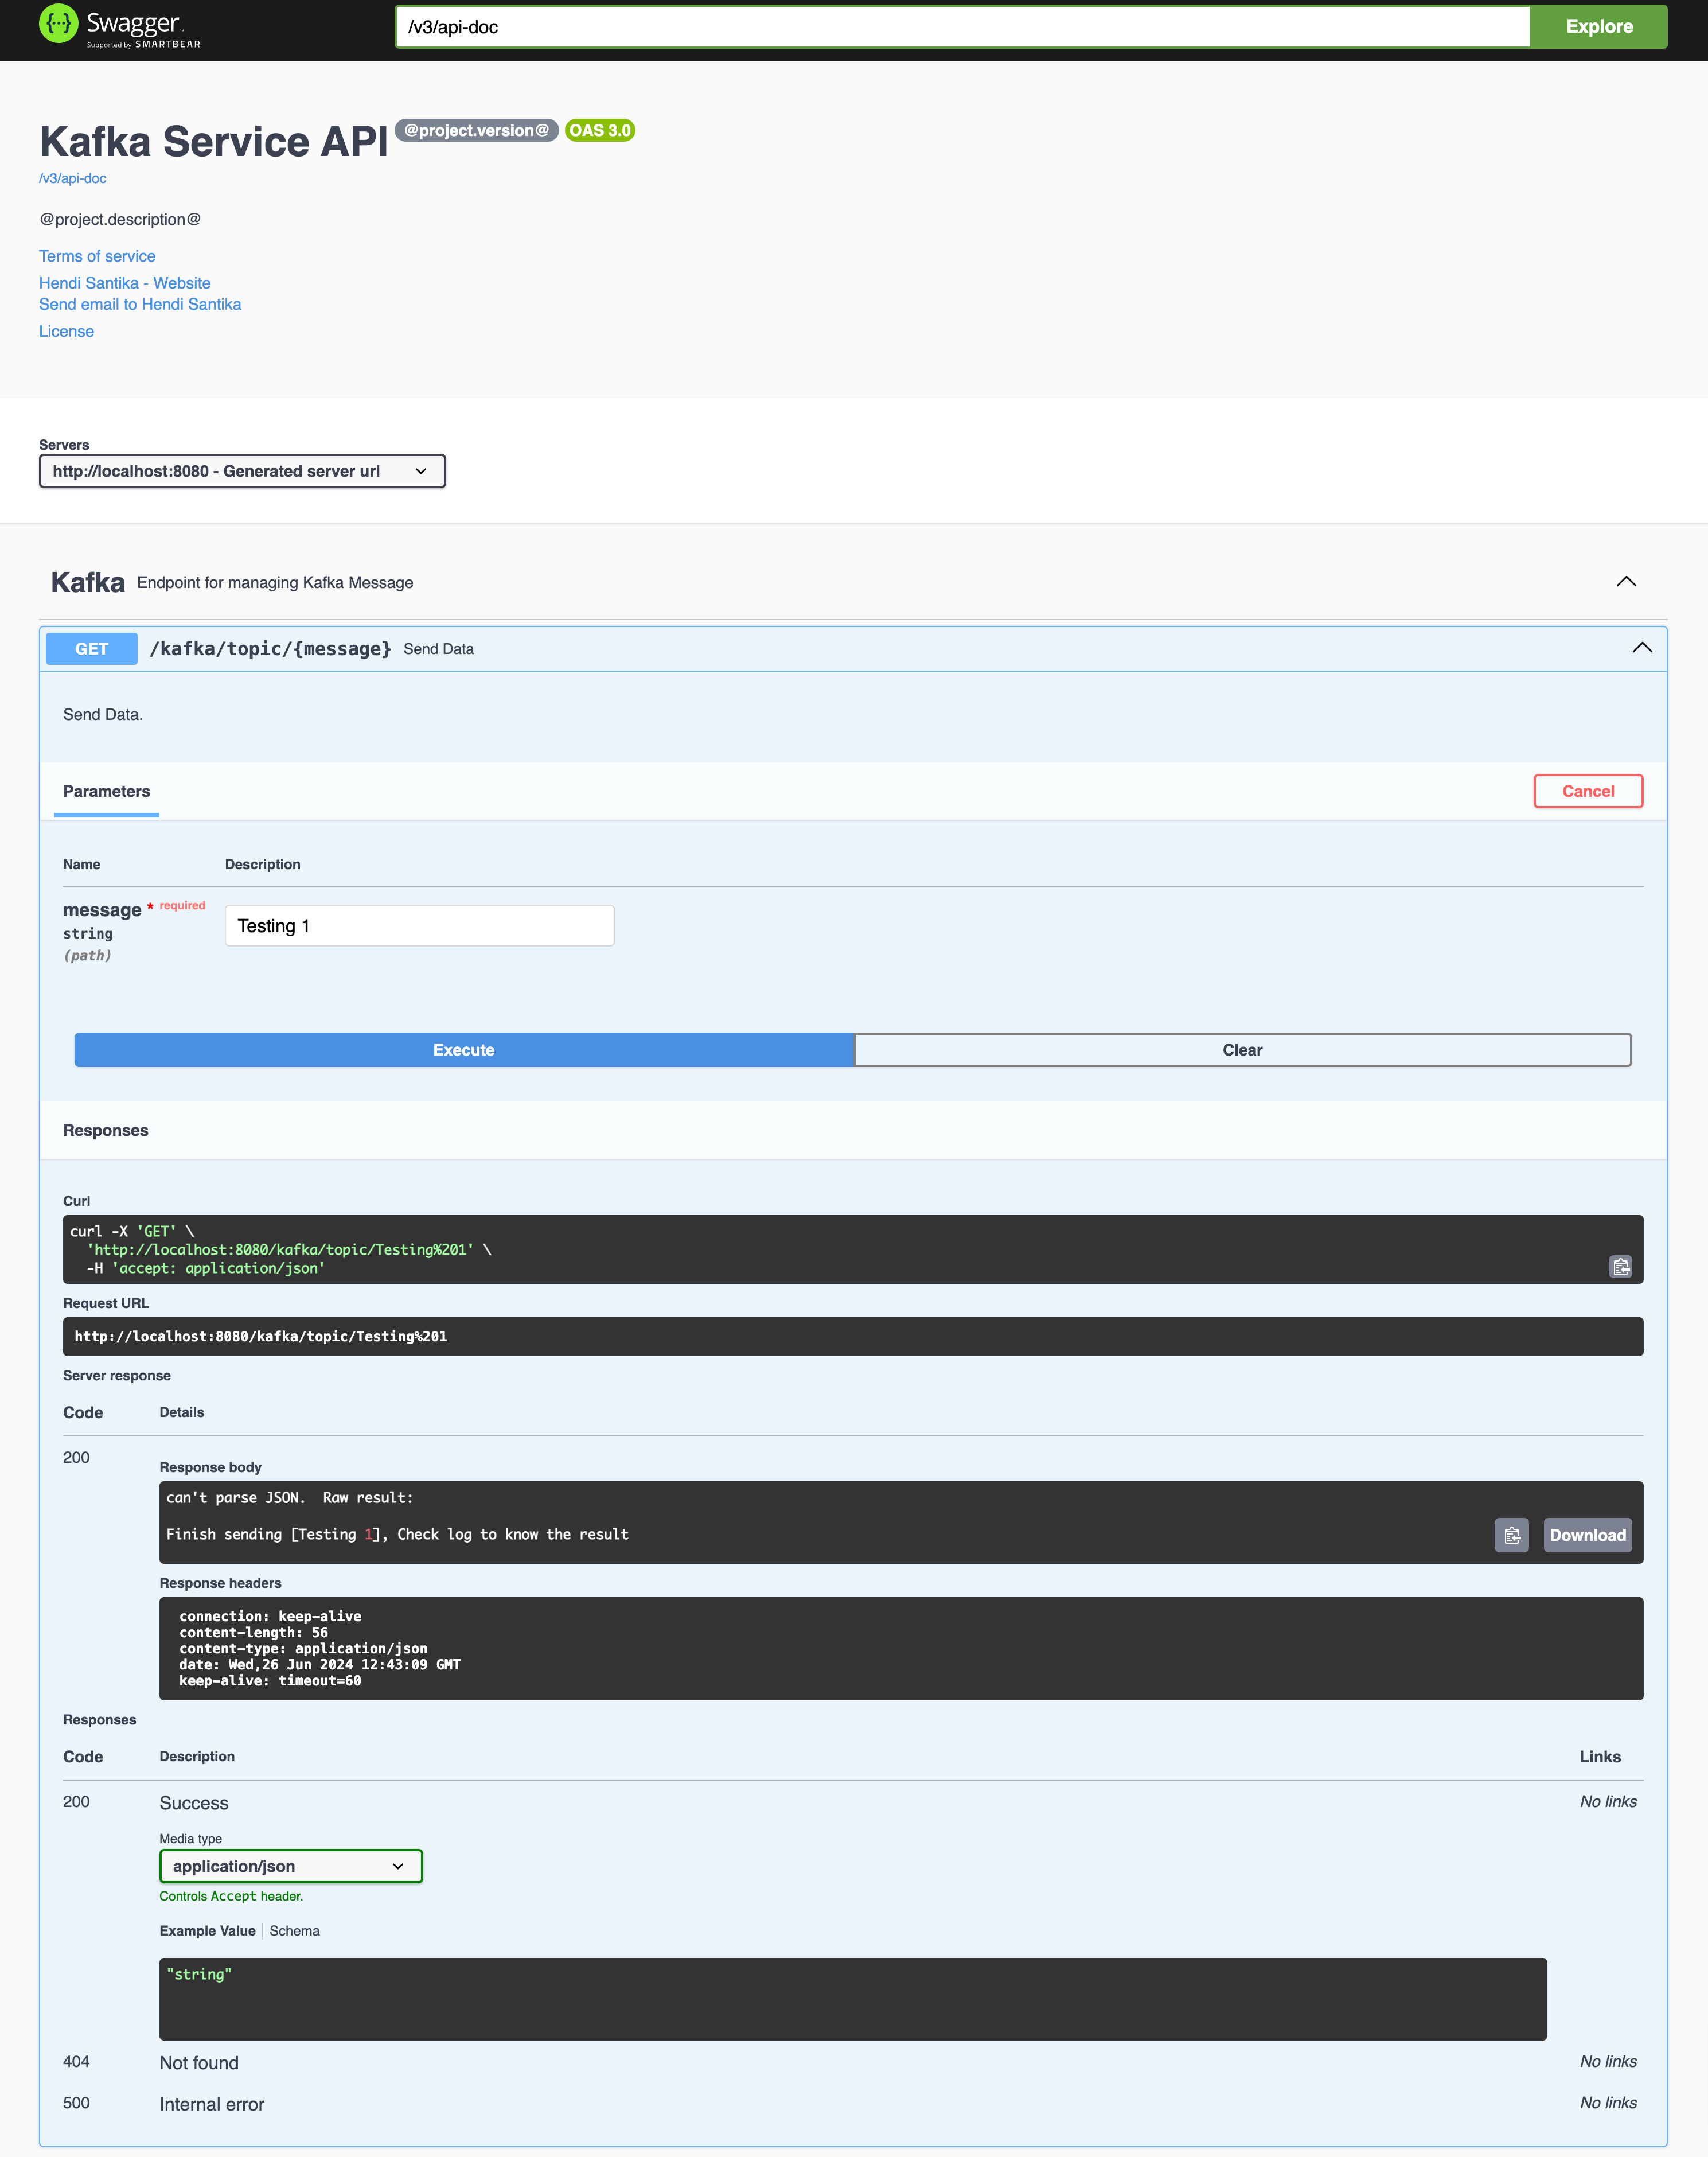 Swagger
Supported by SMARTBEAR
/v3/api-doc
Explore
Kafka Service API @project.version@ OAS 3.0
/v3/api-doc
@project.description@
Terms of service
Hendi Santika - Website
Send email to Hendi Santika
License
Servers
http://localhost:8080 - Generated server url
Kafka Endpoint for managing Kafka Message
GET /kafka/topic/{message} Send Data
Send Data.
Parameters
Cancel
Name Description
message * required
string
(path)
Testing 1
Execute
Clear
Responses
Curl
curl -X 'GET' \
'http://localhost:8080/kafka/topic/Testing%201' \
-H 'accept: application/json'
Request URL
http://localhost:8080/kafka/topic/Testing%201
Server response
Code Details
200
Response body
can't parse JSON.  Raw result:
Finish sending [Testing 1], Check log to know the result
Download
Response headers
connection: keep-alive
content-length: 56
content-type: application/json
date: Wed,26 Jun 2024 12:43:09 GMT
keep-alive: timeout=60
Responses
Code Description Links
200 Success No links
Media type
application/json
Controls Accept header.
Example Value Schema
"string"
404 Not found No links
500 Internal error No links